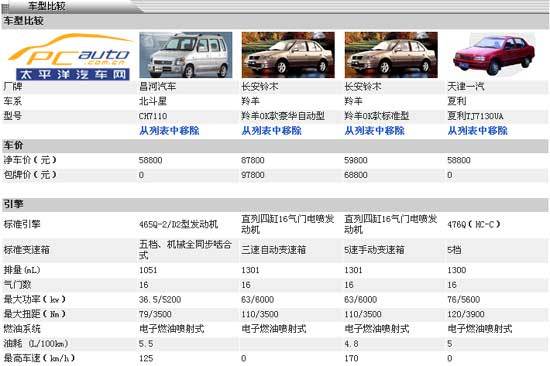 车型比较
车型比较
PCauto
.com.cn
太平洋汽车网
厂牌 昌河汽车 长安铃木 长安铃木 天津一汽
车系 北斗星 羚羊 羚羊 夏利
型号 CH7110 羚羊OK款豪华自动型 羚羊OK款标准型 夏利TJ7130UA
从列表中移除 从列表中移除 从列表中移除 从列表中移除
车价
净车价(元) 58800 87800 59800 58800
包牌价(元) 0 97880 68800 0
引擎
标准引擎 465Q-2/D2型发动机 直列四缸16气门电喷发动机 直列四缸16气门电喷发动机 476Q(HC-C)
标准变速箱 五档、机械全同步啮合式 三速自动变速箱 5速手动变速箱 5档
排量(mL) 1051 1301 1301 1300
气门数 16 16 16 16
最大功率(kw) 36.5/5200 63/6000 63/6000 76/5600
最大扭距(Nm) 79/3500 110/3500 110/3500 120/3900
燃油系统 电子燃油喷射式 电子燃油喷射式 电子燃油喷射式 电子燃油喷射式
油耗 (L/100km) 5.5 4.8 5
最高车速(km/h) 125 0 170 0